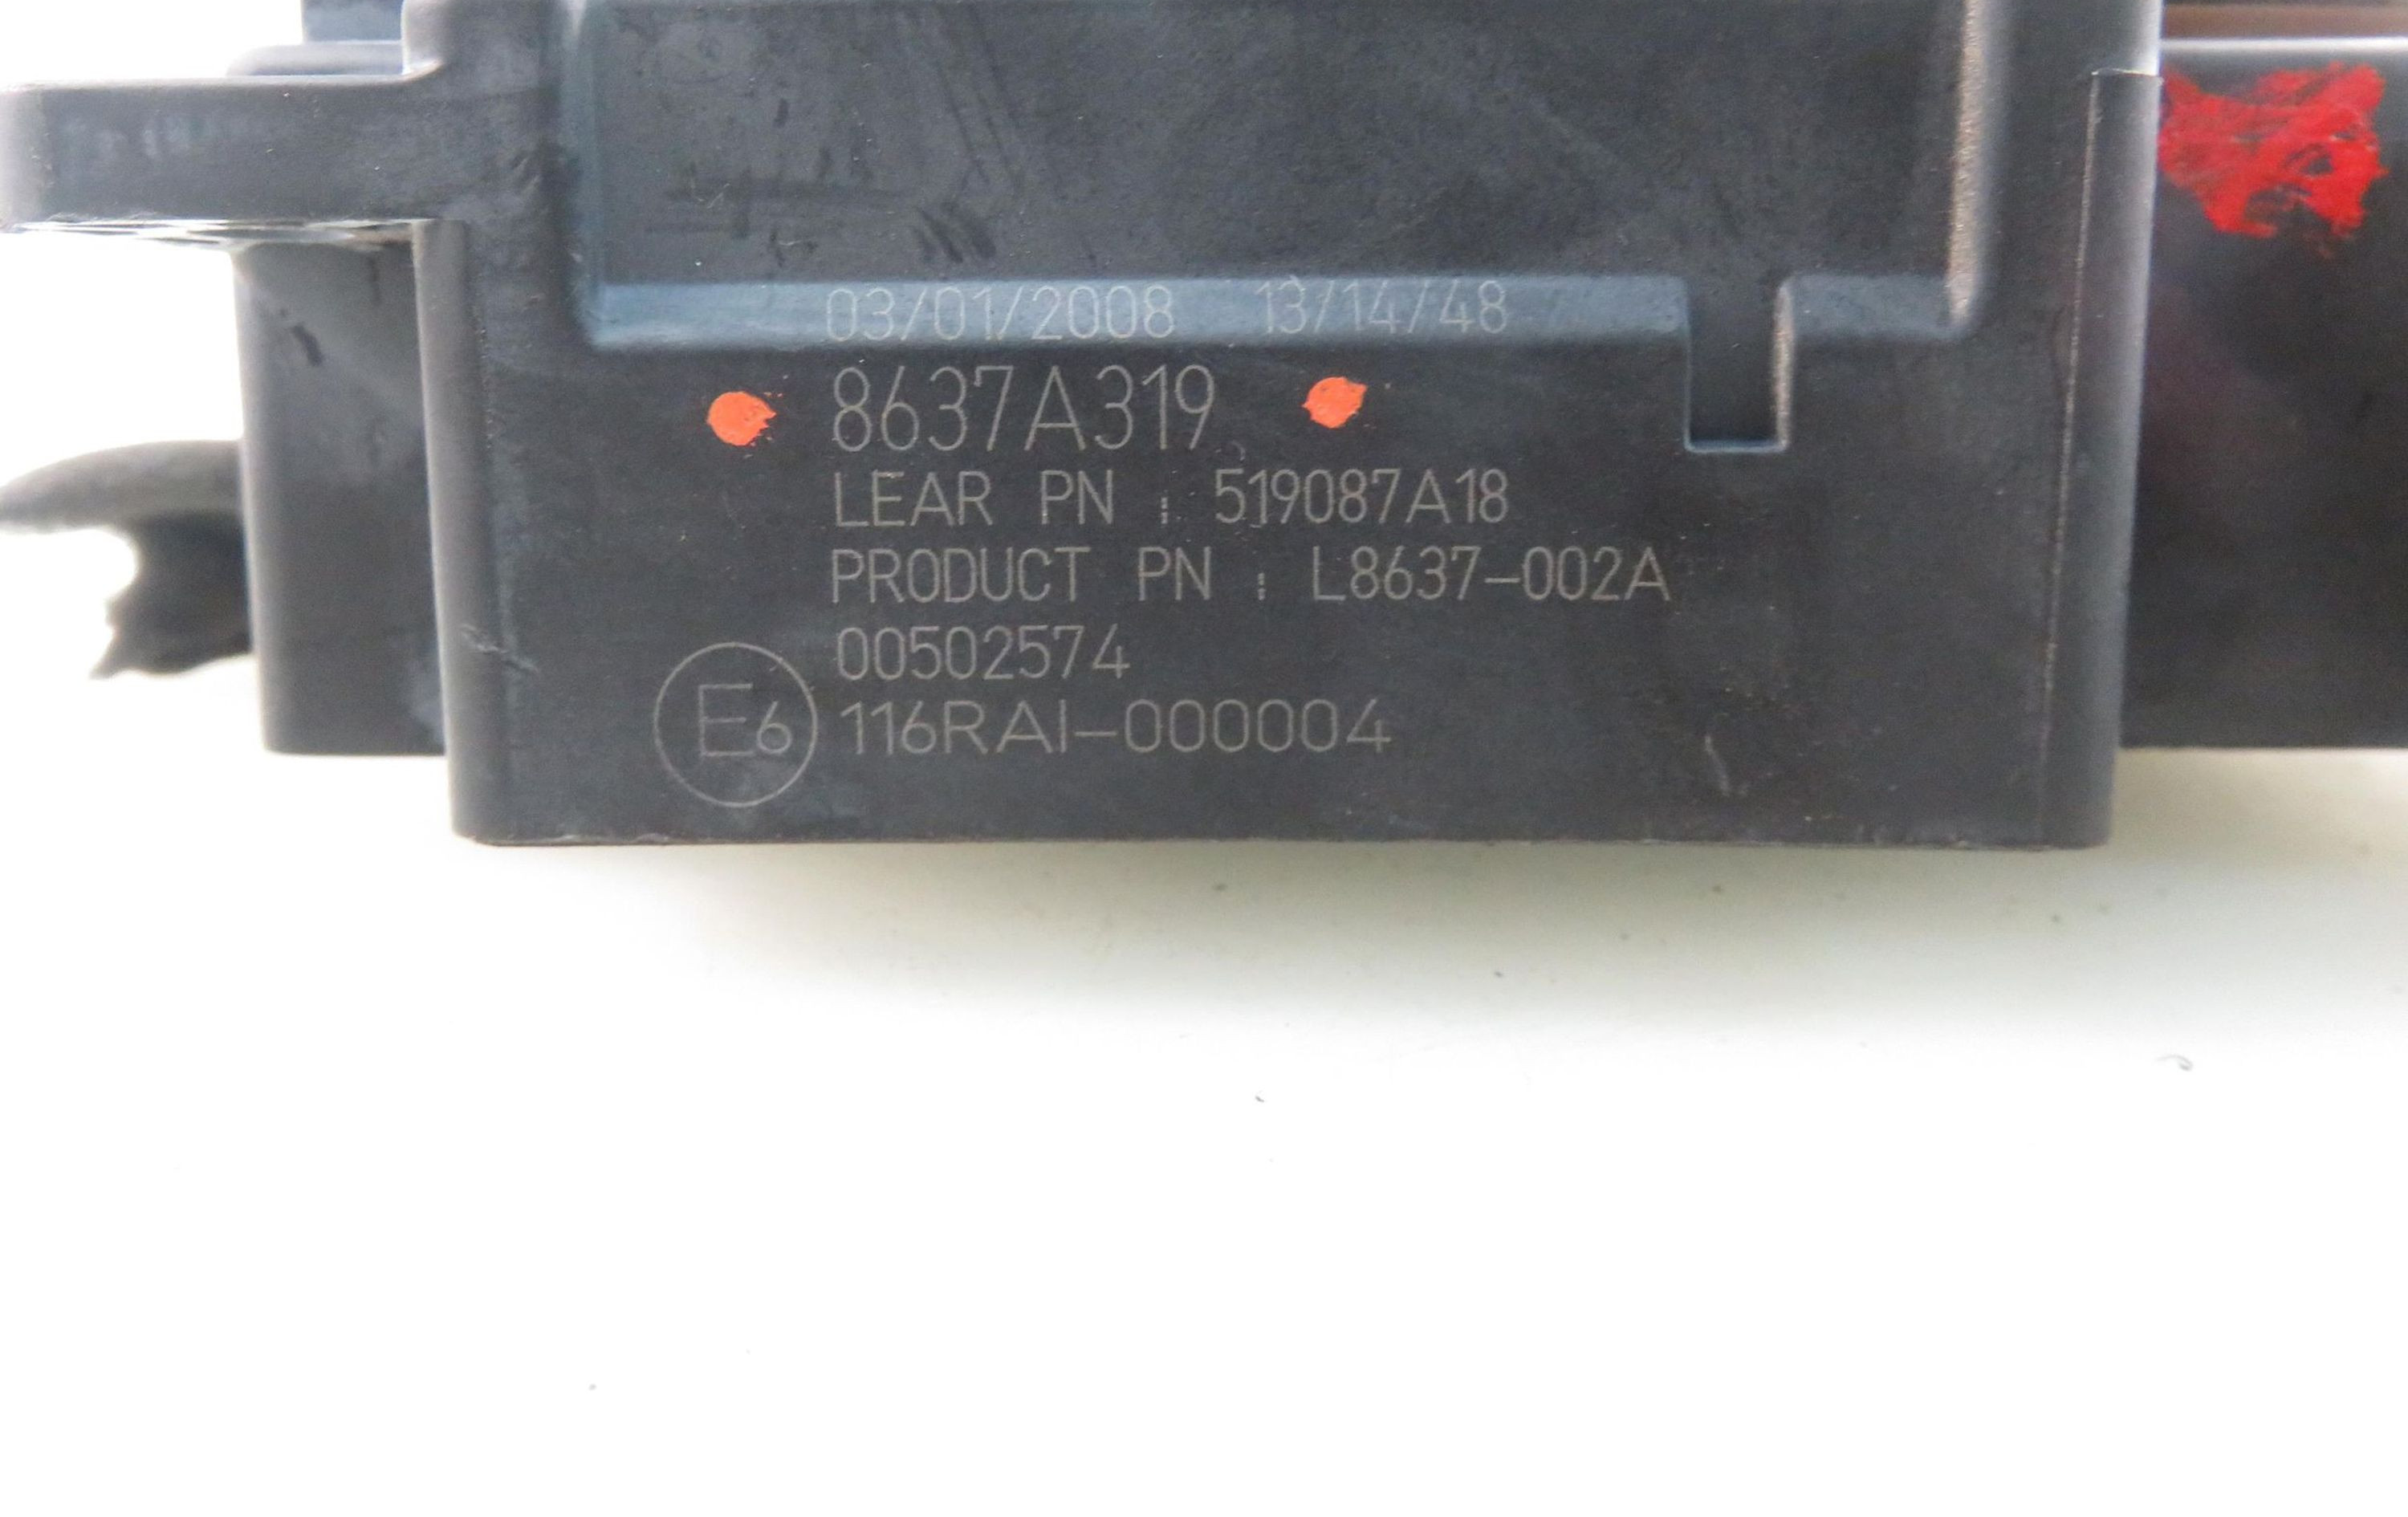 03/01/2008 13/14/48
8637A319
LEAR PN : 519087A18
PRODUCT PN : L8637-002A
00502574
E6 116RAI-000004